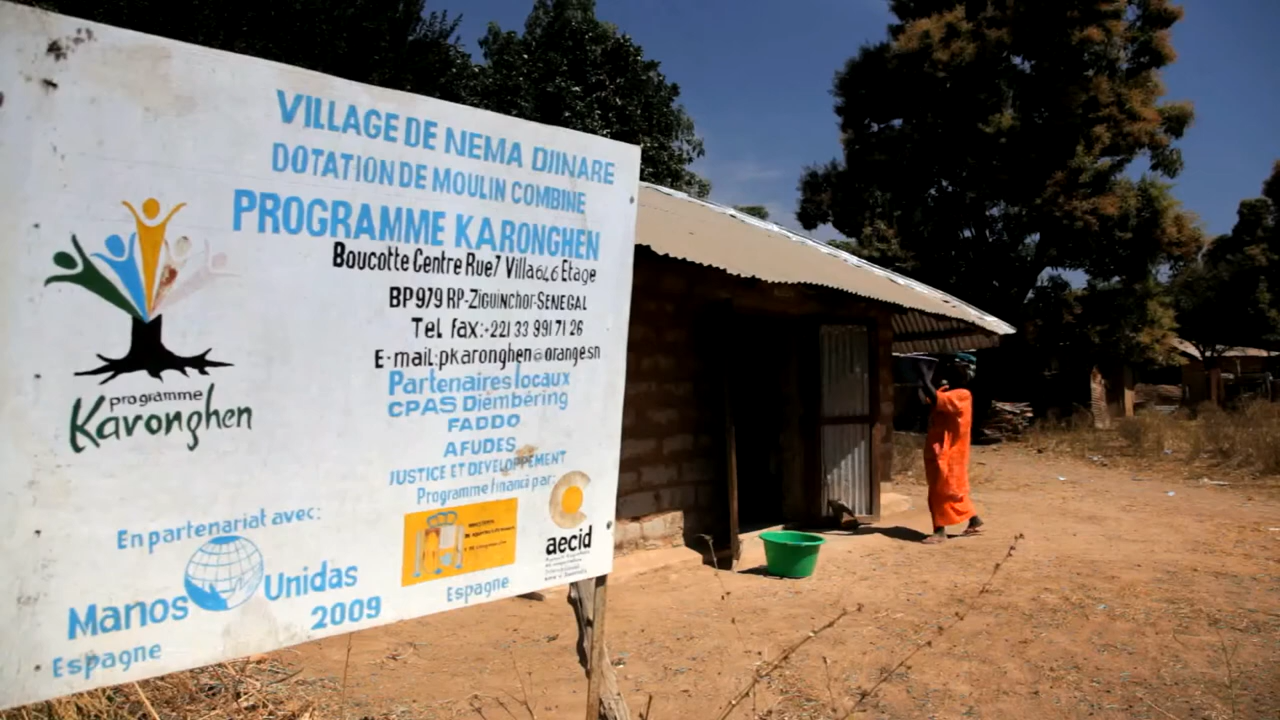 VILLAGE DE NEMA DJINARE
DOTATION DE MOULIN COMBINE
PROGRAMME KARONGHEN
Boucotte Centre Rue7 Villa646 Etage
BP979 RP-Ziguinchor-SENEGAL
Tel fax:+221 33 991 71 26
E-mail:pkaronghen@orange.sn
Partenaires locaux
CPAS Diembéring
FADDO
AFUDES
JUSTICE ET DEVELOPPEMENT
Programme financé par:
programme
Karonghen
En partenariat avec:
Manos Unidas
2009
Espagne
aecid
Espagne